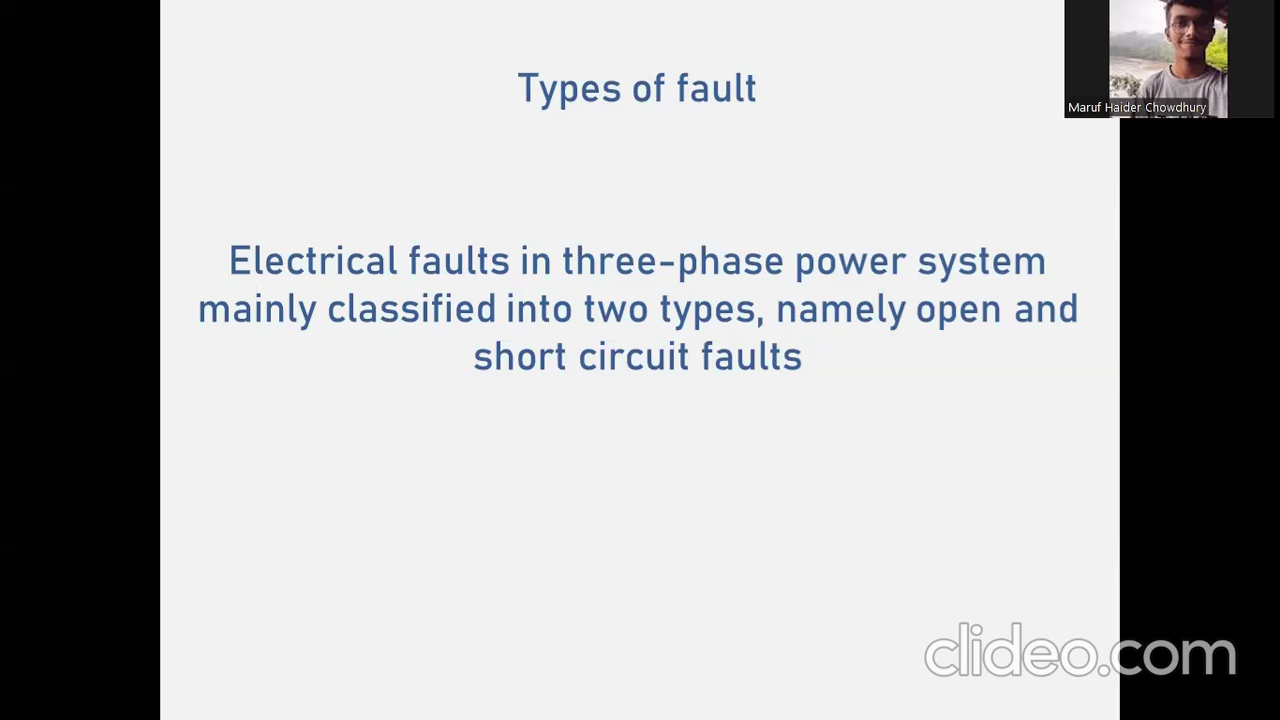 Types of fault
Maruf Haider Chowdhury
Electrical faults in three-phase power system
mainly classified into two types, namely open and
short circuit faults
clideo.com